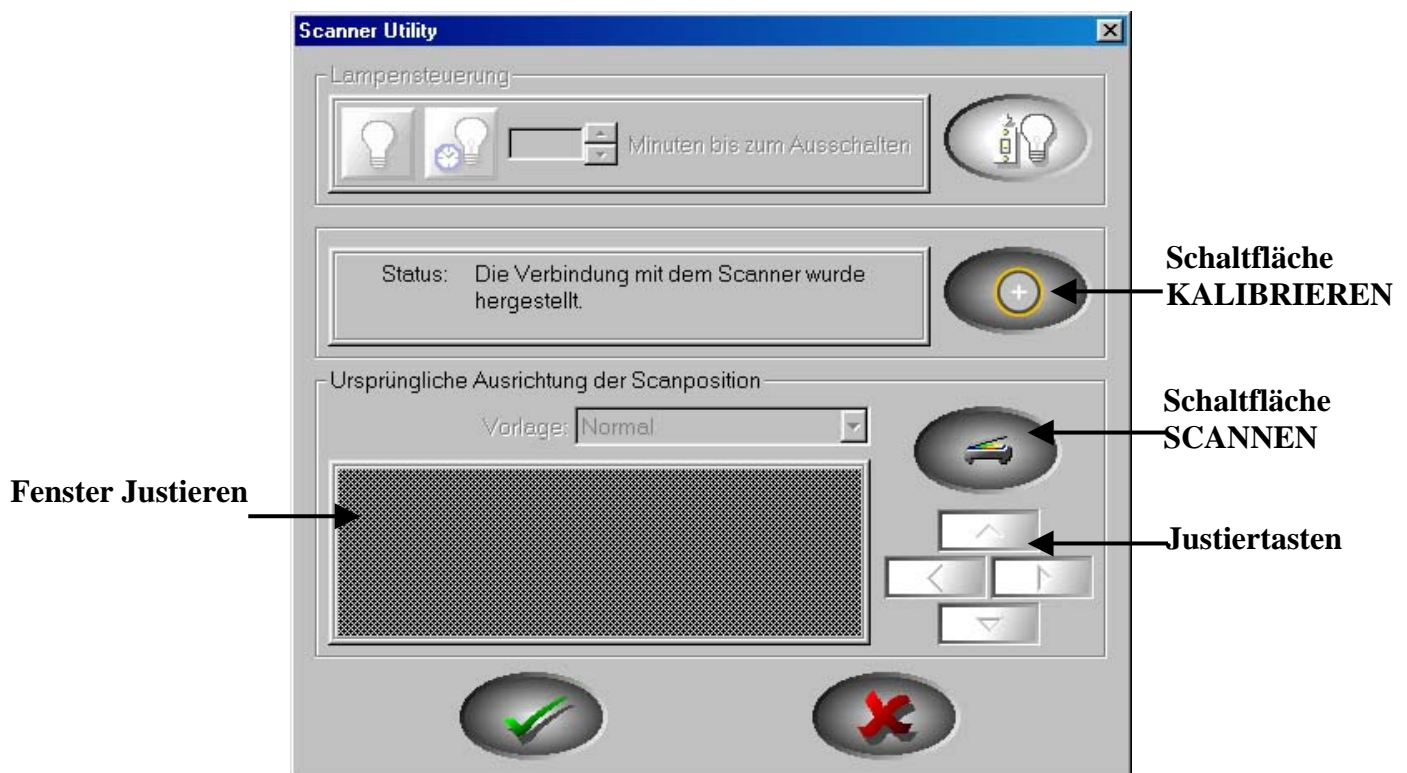 Scanner Utility
Lampensteuerung
Minuten bis zum Ausschalten
Status: Die Verbindung mit dem Scanner wurde
hergestellt.
Schaltfläche
KALIBRIEREN
Ursprüngliche Ausrichtung der Scanposition
Vorlage: Normal
Schaltfläche
SCANNEN
Fenster Justieren
Justiertasten